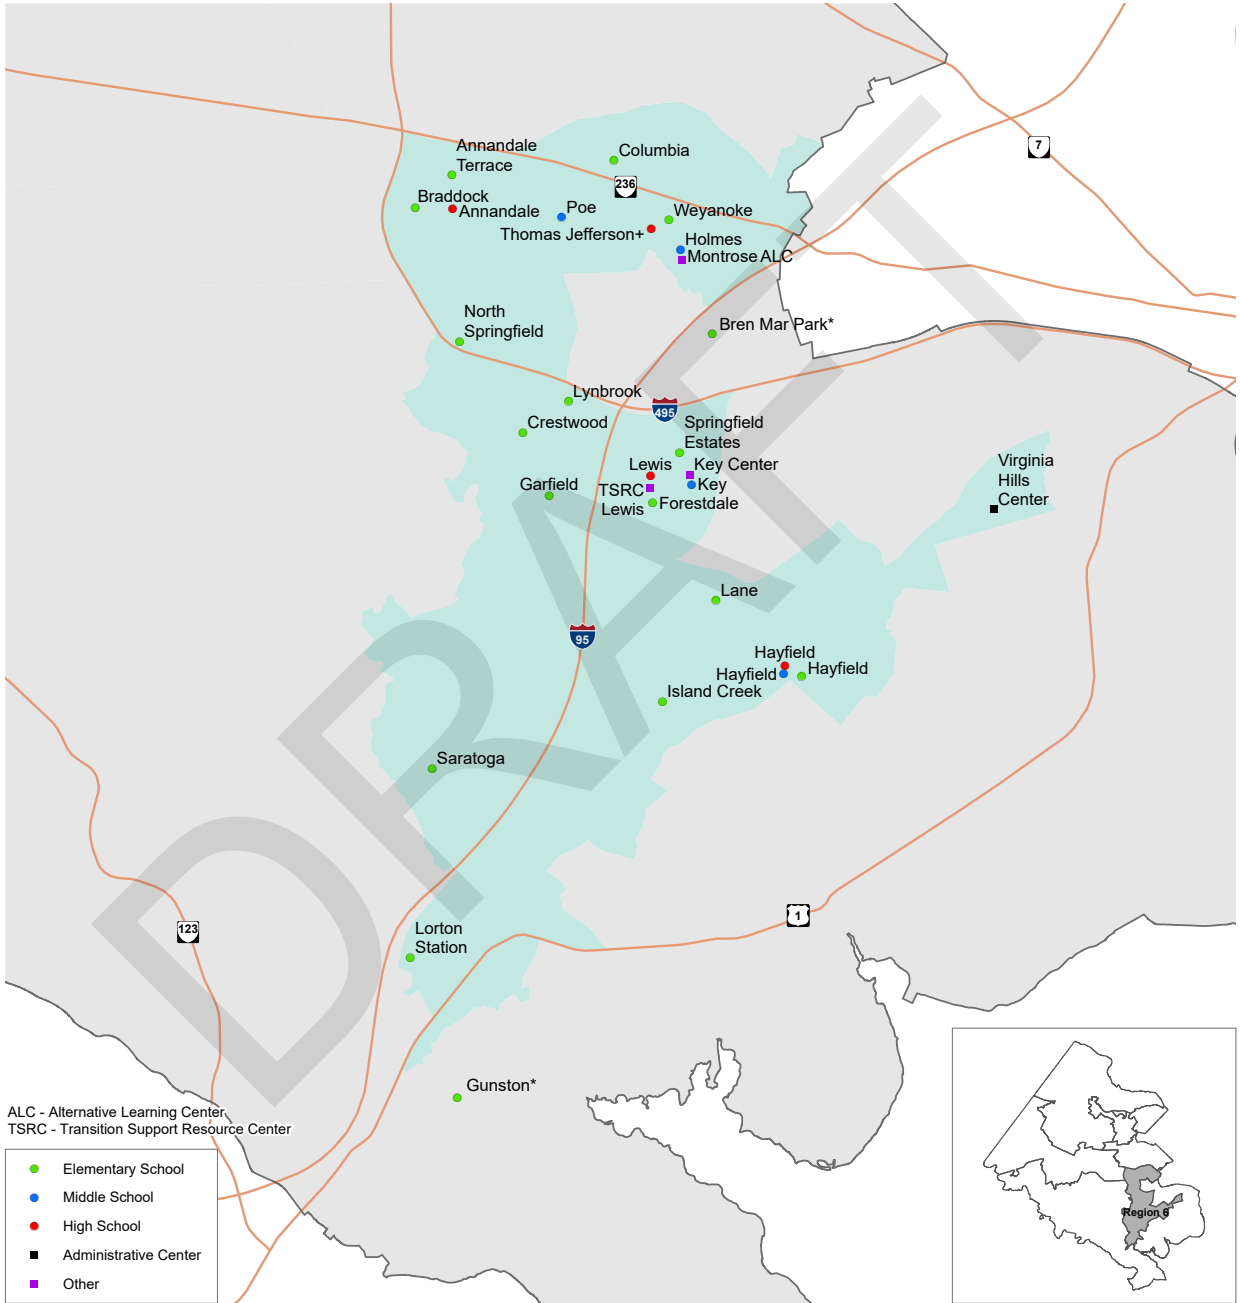 7
Annandale
Terrace
Columbia
236
Braddock
Annandale
Poe
Weyanoke
Thomas Jefferson+
Holmes
Montrose ALC
North
Springfield
Bren Mar Park*
Lynbrook
495
Crestwood
Springfield
Estates
Lewis
Key Center
Garfield
TSRC
Lewis
Key
Forestdale
Virginia
Hills
Center
Lane
95
Hayfield
Hayfield
Hayfield
Island Creek
Saratoga
1
123
Lorton
Station
Gunston*
DRAFT
ALC - Alternative Learning Center
TSRC - Transition Support Resource Center
Elementary School
Middle School
High School
Administrative Center
Other
Region 6